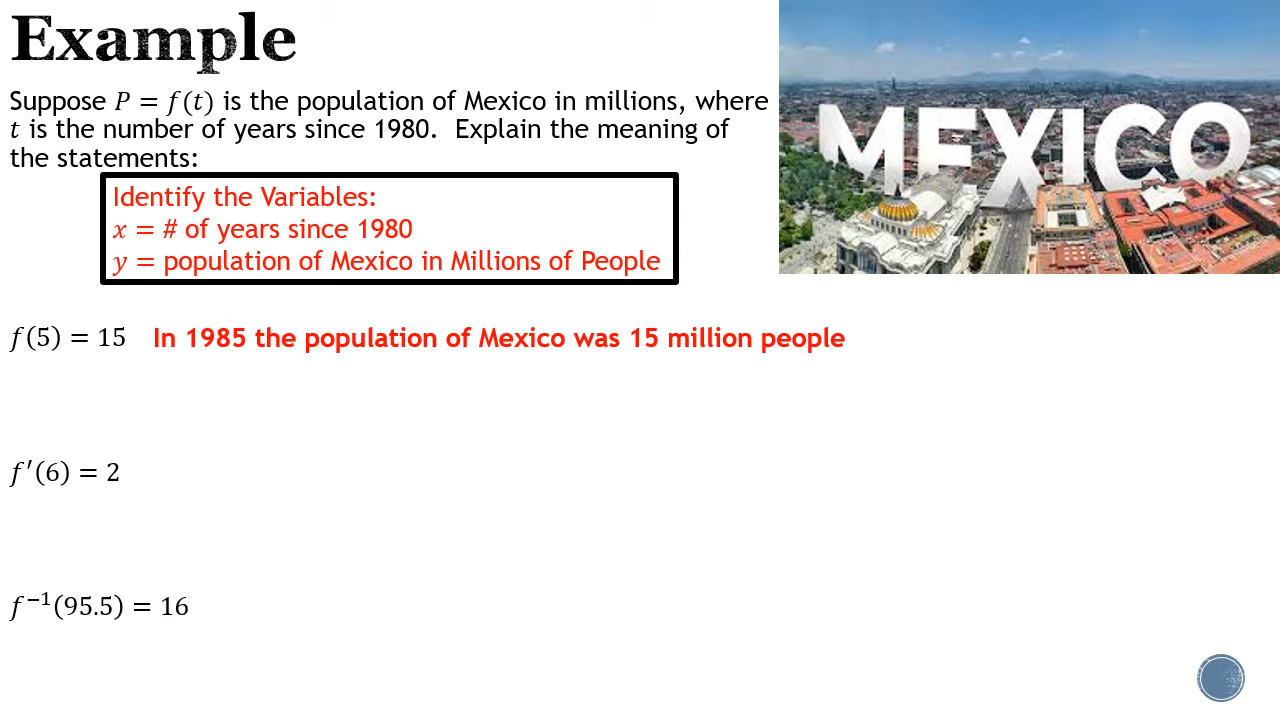 Example
Suppose P = f(t) is the population of Mexico in millions, where
t is the number of years since 1980.  Explain the meaning of
the statements:
MEXICO
Identify the Variables:
x = # of years since 1980
y = population of Mexico in Millions of People
f(5) = 15 In 1985 the population of Mexico was 15 million people
f′(6) = 2
f⁻¹(95.5) = 16